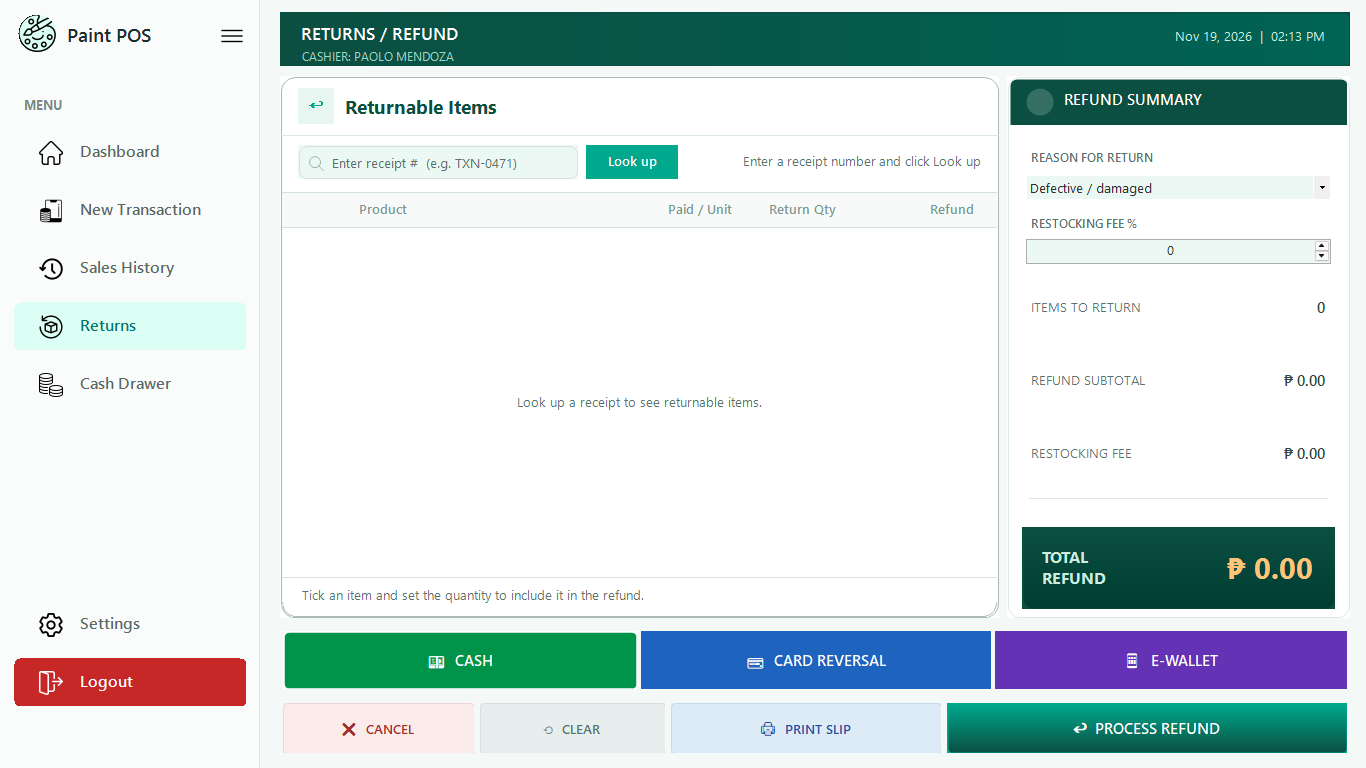 Paint POS
MENU
Dashboard
New Transaction
Sales History
Returns
Cash Drawer
Settings
Logout
RETURNS / REFUND
CASHIER: PAOLO MENDOZA
Nov 19, 2026 | 02:13 PM
Returnable Items
Enter receipt # (e.g. TXN-0471)
Look up
Enter a receipt number and click Look up
Product Paid / Unit Return Qty Refund
Look up a receipt to see returnable items.
Tick an item and set the quantity to include it in the refund.
REFUND SUMMARY
REASON FOR RETURN
Defective / damaged
RESTOCKING FEE %
0
ITEMS TO RETURN 0
REFUND SUBTOTAL ₱ 0.00
RESTOCKING FEE ₱ 0.00
TOTAL
REFUND
₱ 0.00
CASH
CARD REVERSAL
E-WALLET
CANCEL
CLEAR
PRINT SLIP
PROCESS REFUND